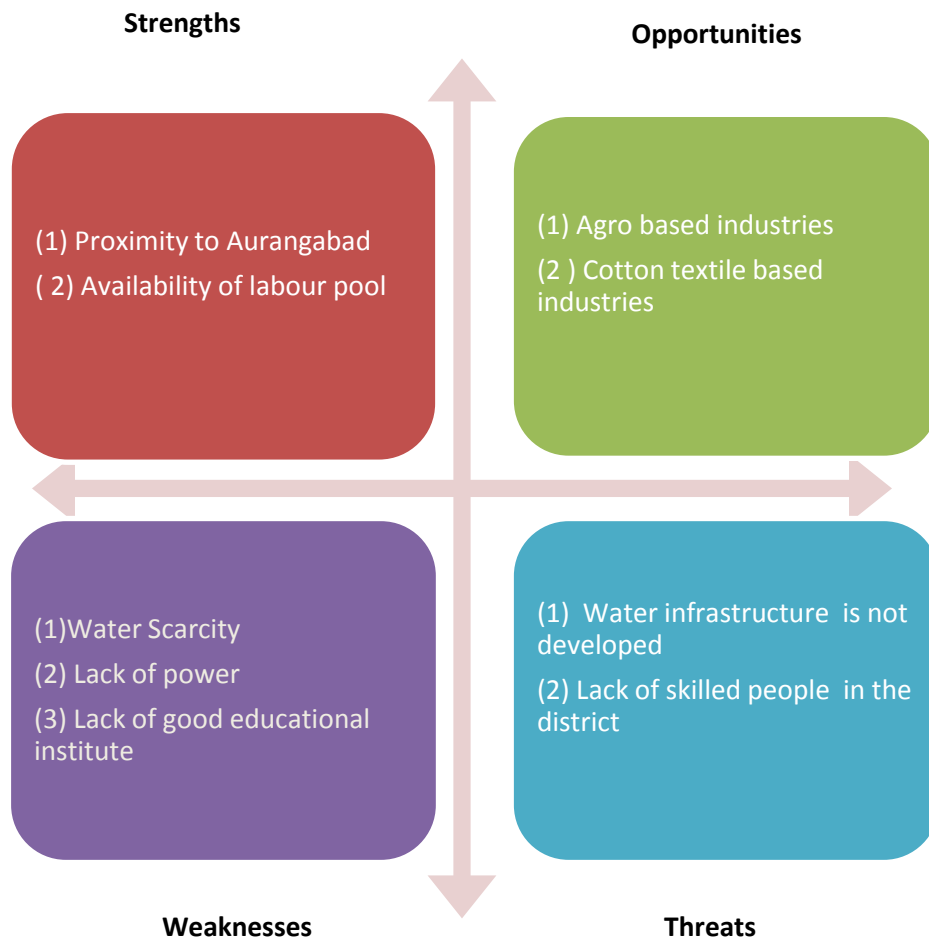 Strengths
Opportunities
(1) Proximity to Aurangabad
( 2) Availability of labour pool
(1) Agro based industries
(2 ) Cotton textile based
industries
(1)Water Scarcity
(2) Lack of power
(3) Lack of good educational
institute
(1)  Water infrastructure  is not
developed
(2) Lack of skilled people  in the
district
Weaknesses
Threats